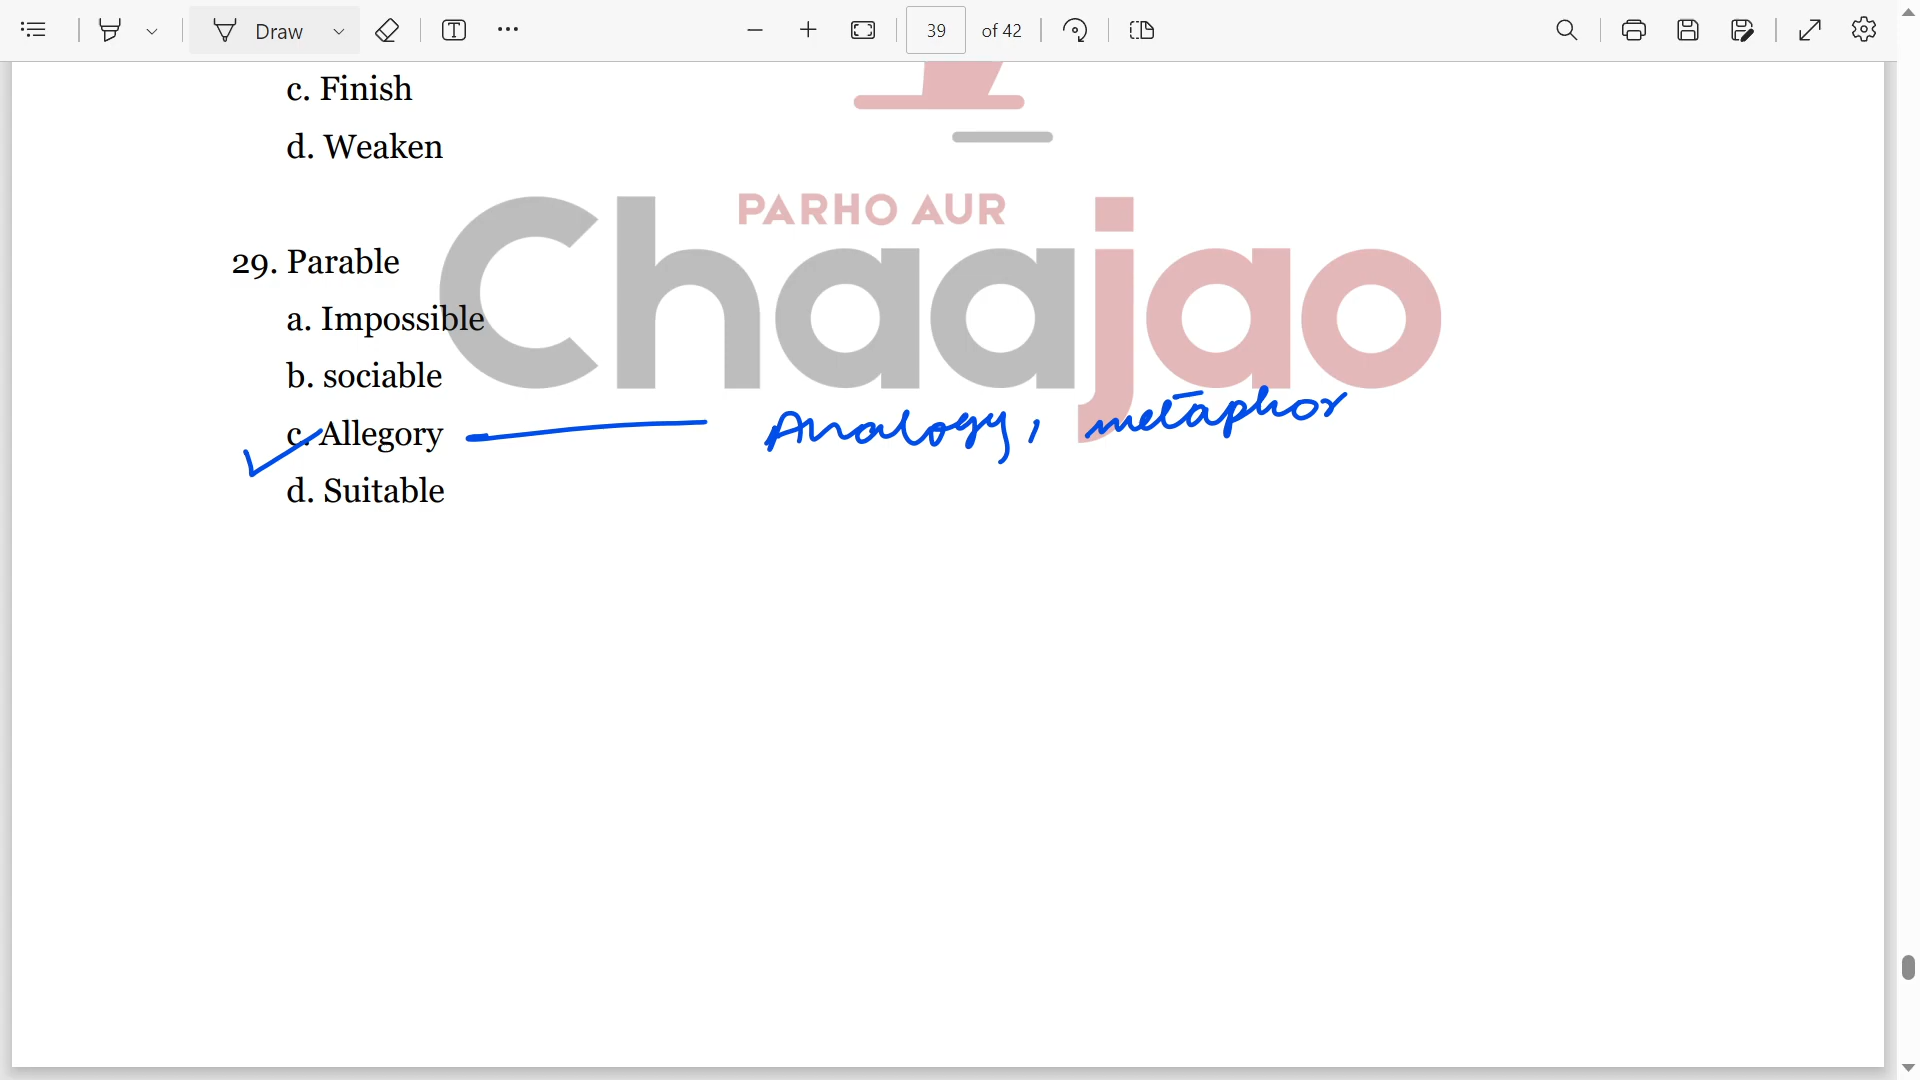 Draw
39 of 42
c. Finish
d. Weaken
PARHO AUR
Chaajao
29. Parable
a. Impossible
b. sociable
c. Allegory Analogy, metaphor
d. Suitable